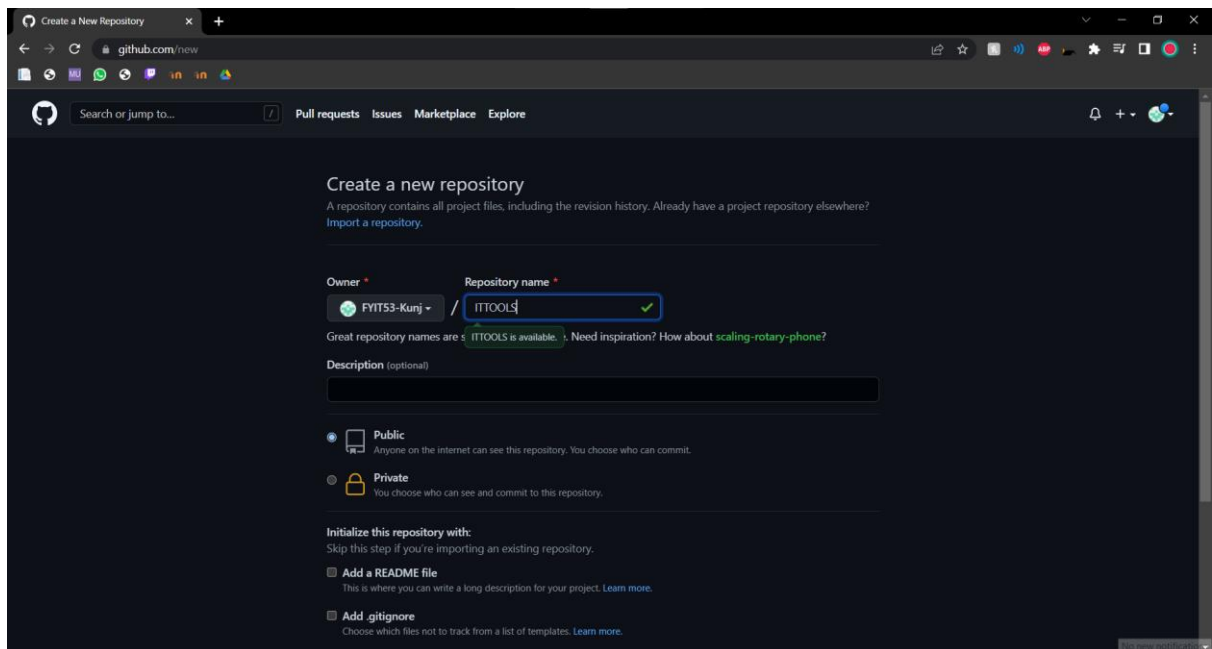 Create a New Repository
github.com/new
MU
ABP
Search or jump to... /
Pull requests Issues Marketplace Explore
Create a new repository
A repository contains all project files, including the revision history. Already have a project repository elsewhere?
Import a repository.
Owner * Repository name *
FYIT53-Kunj / ITTOOLS
Great repository names are s ITTOOLS is available. Need inspiration? How about scaling-rotary-phone?
Description (optional)
Public
Anyone on the internet can see this repository. You choose who can commit.
Private
You choose who can see and commit to this repository.
Initialize this repository with:
Skip this step if you're importing an existing repository.
Add a README file
This is where you can write a long description for your project. Learn more.
Add .gitignore
Choose which files not to track from a list of templates. Learn more.
No new notificatio